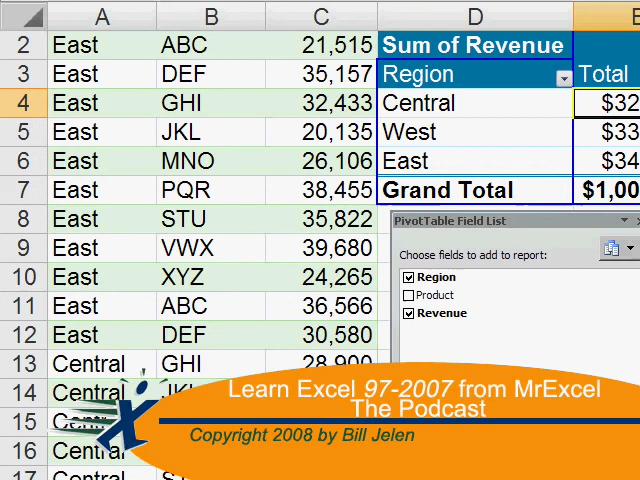 A B C D E
2 East ABC 21,515 Sum of Revenue
3 East DEF 35,157 Region Total
4 East GHI 32,433 Central $32
5 East JKL 20,135 West $33
6 East MNO 26,106 East $34
7 East PQR 38,455 Grand Total $1,00
8 East STU 35,822
PivotTable Field List
9 East VWX 39,680
Choose fields to add to report:
10 East XYZ 24,265
Region
Product
11 East ABC 36,566
Revenue
12 East DEF 30,580
13 Central GHI 28,900
14 Central JK
Learn Excel 97-2007 from MrExcel
The Podcast
15 Central
Copyright 2008 by Bill Jelen
16 Central
17 Central ST